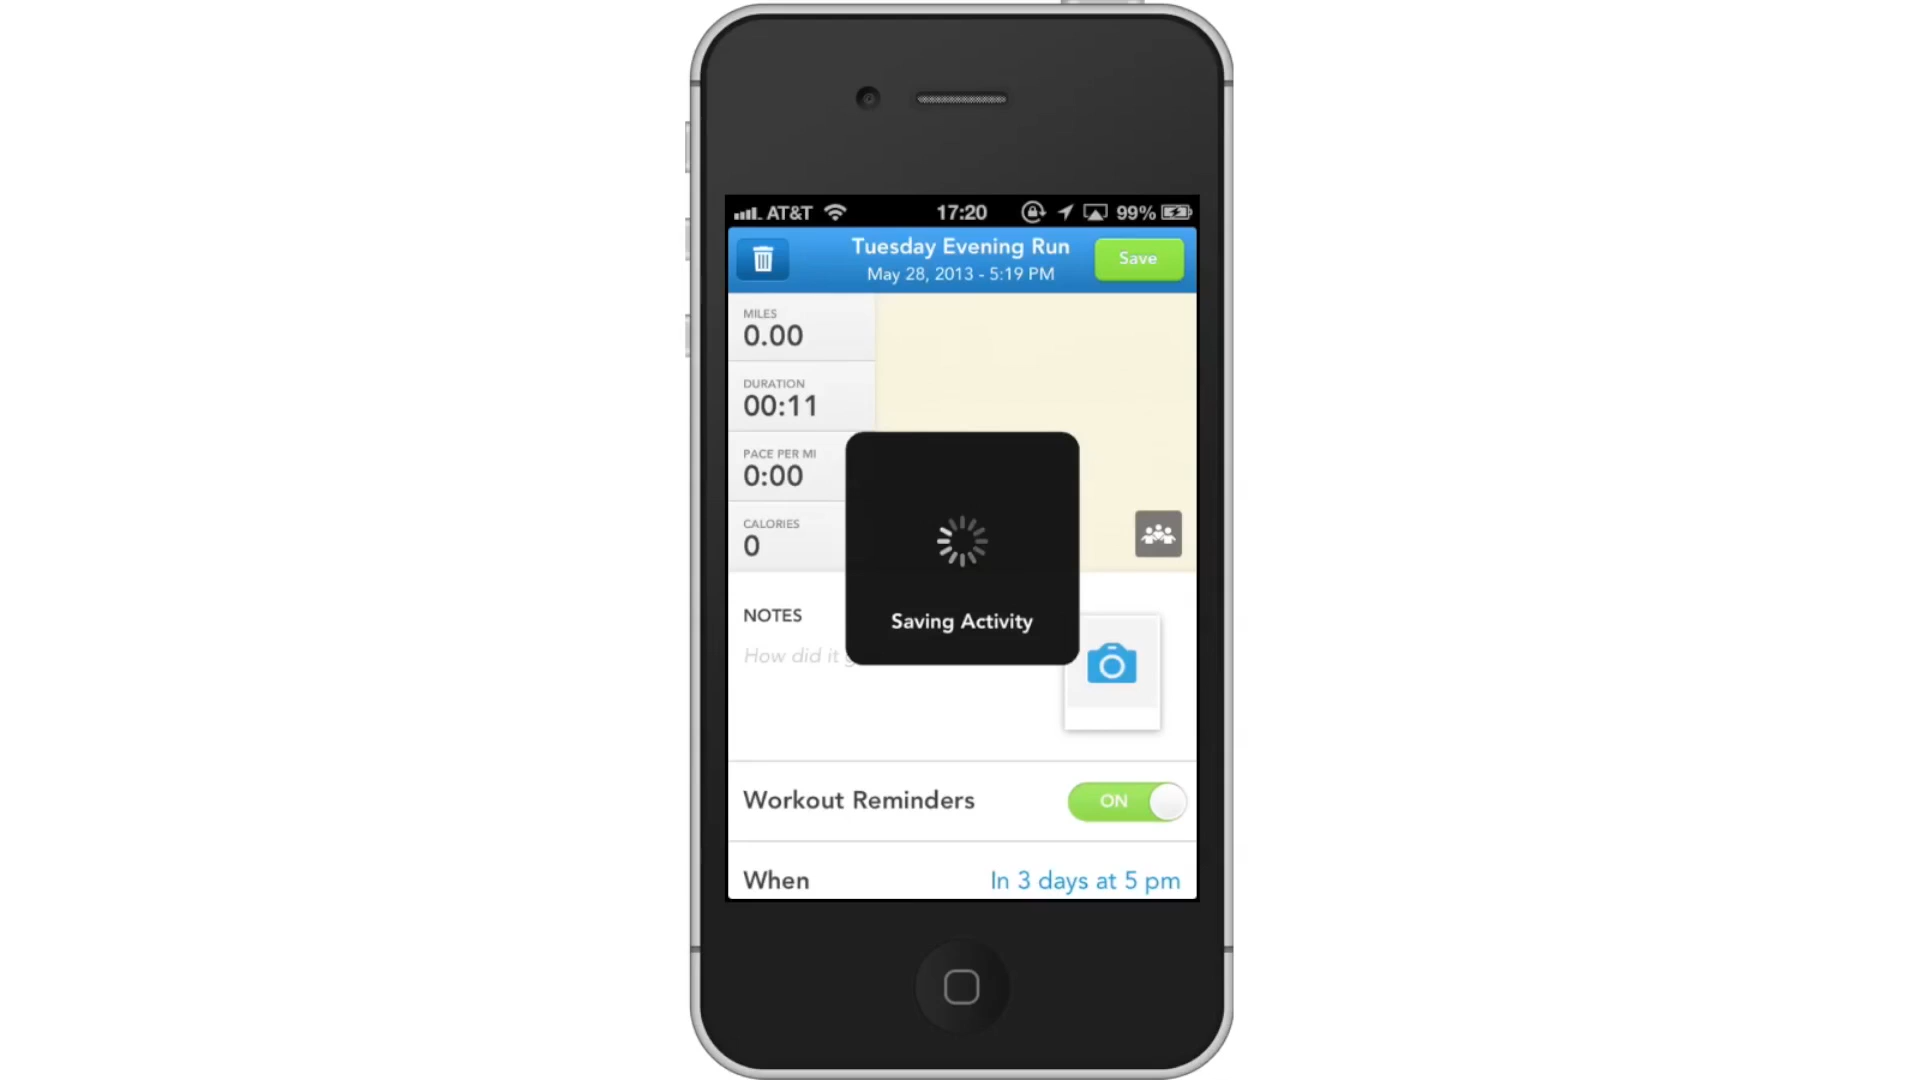 AT&T 17:20 99%
Tuesday Evening Run
May 28, 2013 - 5:19 PM
Save
MILES
0.00
DURATION
00:11
PACE PER MI
0:00
CALORIES
0
Saving Activity
NOTES
How did it
Workout Reminders ON
When In 3 days at 5 pm